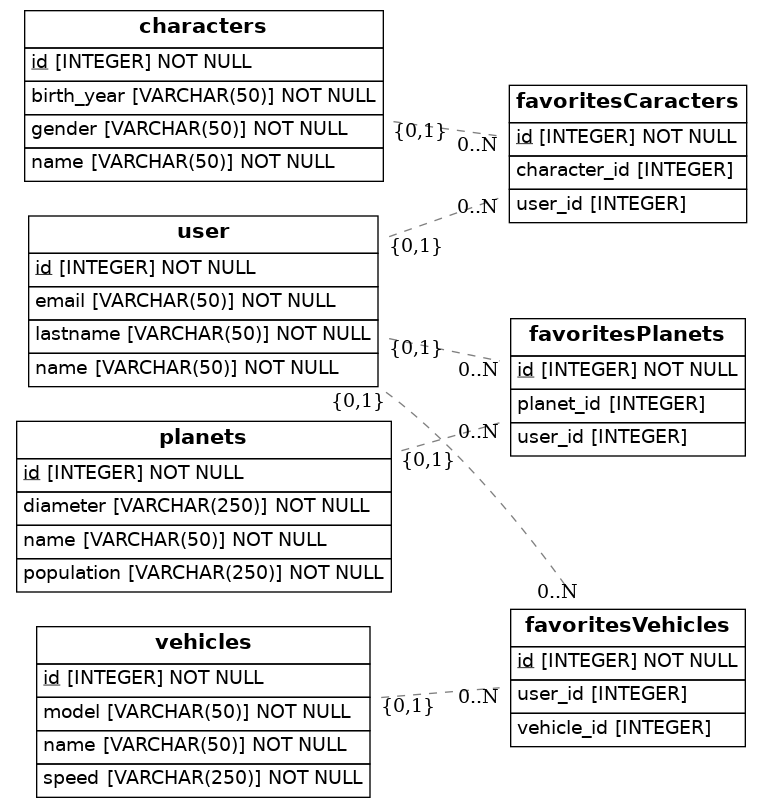 characters
id [INTEGER] NOT NULL
birth_year [VARCHAR(50)] NOT NULL
gender [VARCHAR(50)] NOT NULL
name [VARCHAR(50)] NOT NULL
{0,1}
0..N
favoritesCaracters
id [INTEGER] NOT NULL
character_id [INTEGER]
user_id [INTEGER]
user
id [INTEGER] NOT NULL
email [VARCHAR(50)] NOT NULL
lastname [VARCHAR(50)] NOT NULL
name [VARCHAR(50)] NOT NULL
{0,1}
0..N
{0,1}
0..N
{0,1}
0..N
favoritesPlanets
id [INTEGER] NOT NULL
planet_id [INTEGER]
user_id [INTEGER]
planets
id [INTEGER] NOT NULL
diameter [VARCHAR(250)] NOT NULL
name [VARCHAR(50)] NOT NULL
population [VARCHAR(250)] NOT NULL
{0,1}
0..N
vehicles
id [INTEGER] NOT NULL
model [VARCHAR(50)] NOT NULL
name [VARCHAR(50)] NOT NULL
speed [VARCHAR(250)] NOT NULL
{0,1}
0..N
favoritesVehicles
id [INTEGER] NOT NULL
user_id [INTEGER]
vehicle_id [INTEGER]